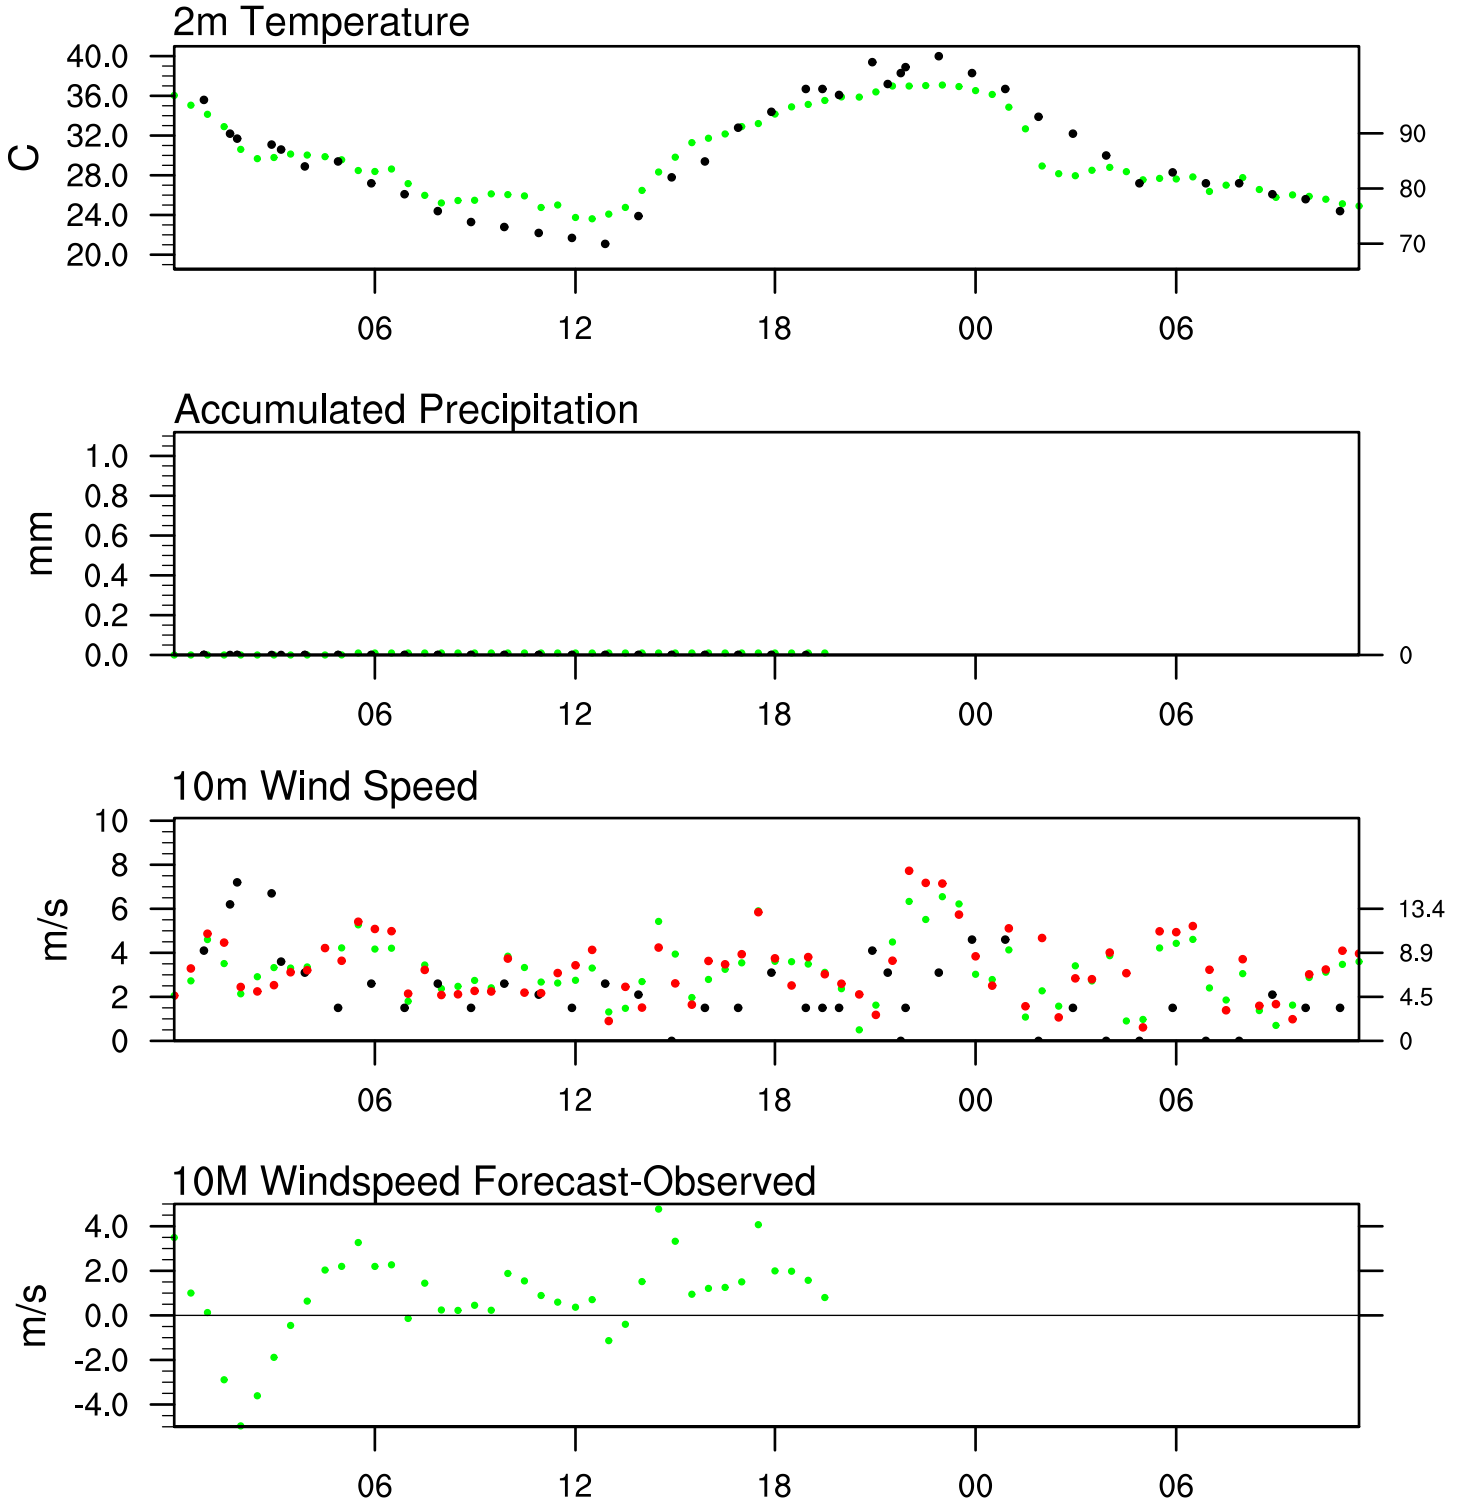 2m Temperature
40.0
36.0
32.0
28.0
24.0
20.0
C
90
80
70
06 12 18 00 06
Accumulated Precipitation
1.0
0.8
0.6
0.4
0.2
0.0
mm
0
06 12 18 00 06
10m Wind Speed
10
8
6
4
2
0
m/s
13.4
8.9
4.5
0
06 12 18 00 06
10M Windspeed Forecast-Observed
4.0
2.0
0.0
-2.0
-4.0
m/s
06 12 18 00 06